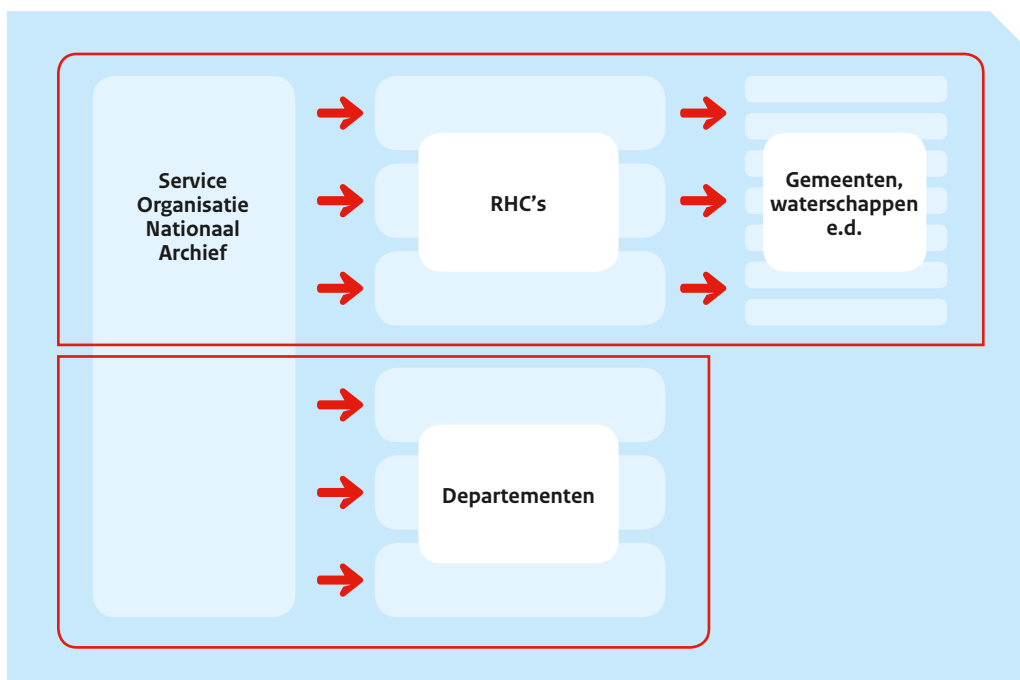 Service
Organisatie
Nationaal
Archief
RHC's
Gemeenten,
waterschappen
e.d.
Departementen